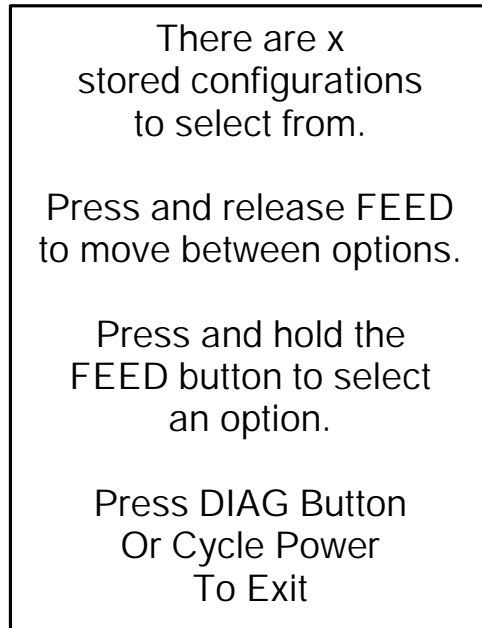 There are x
stored configurations
to select from.
Press and release FEED
to move between options.
Press and hold the
FEED button to select
an option.
Press DIAG Button
Or Cycle Power
To Exit